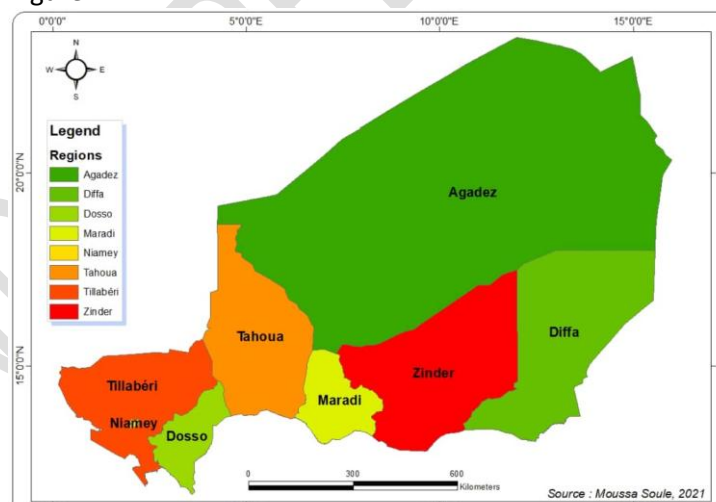 0°0'0" 5°0'0"E 10°0'0"E 15°0'0"E
N
W E
S
Legend
Regions
Agadez
Diffa
Dosso
Maradi
Niamey
Tahoua
Tillabéri
Zinder
20°0'0"N
15°0'0"N
Agadez
Diffa
Tahoua
Zinder
Tillabéri
Maradi
Niamey
Dosso
0 300 600
Kilometers
Source : Moussa Soule, 2021